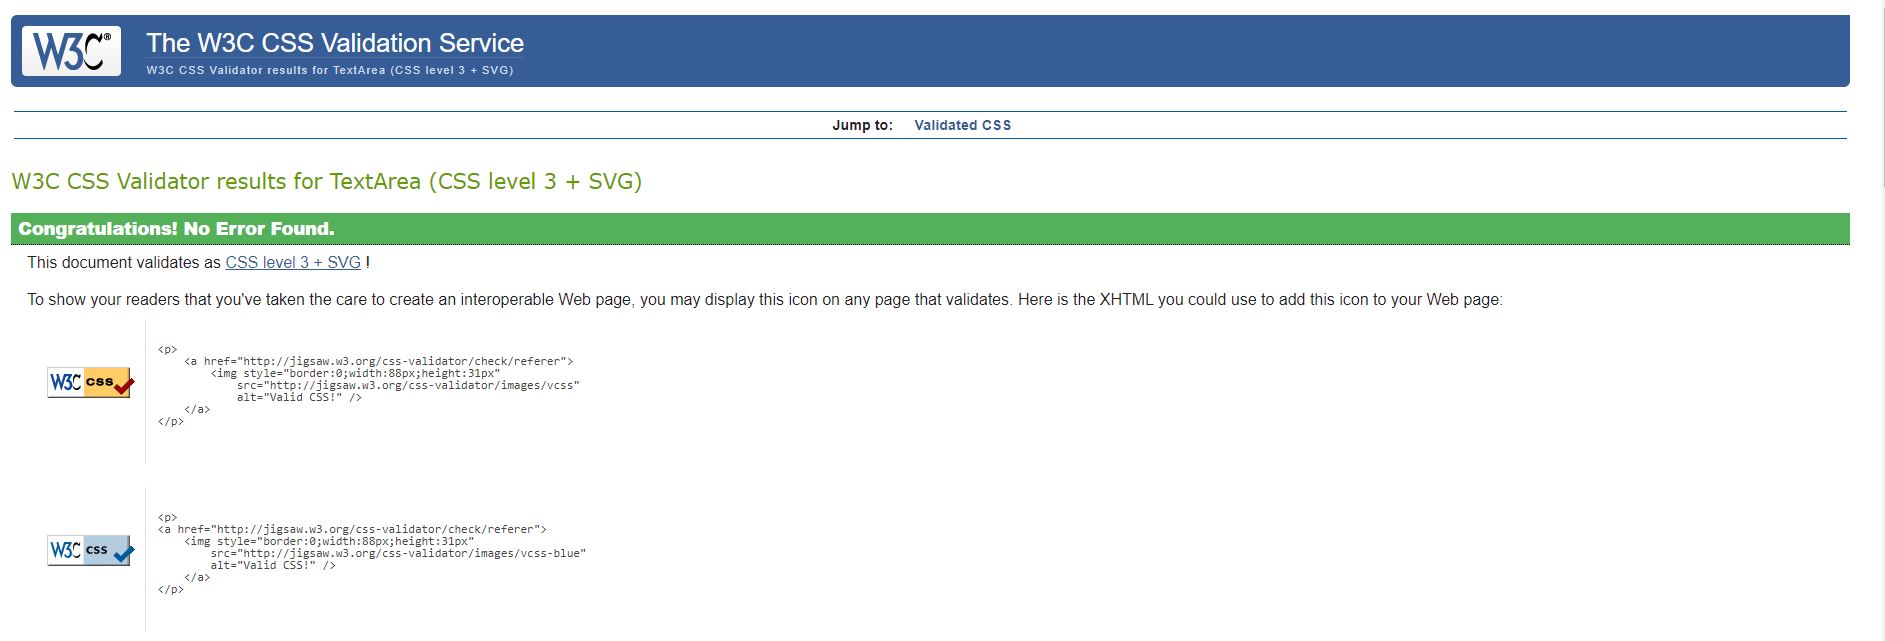 W3C®
The W3C CSS Validation Service
W3C CSS Validator results for TextArea (CSS level 3 + SVG)
Jump to: Validated CSS
W3C CSS Validator results for TextArea (CSS level 3 + SVG)
Congratulations! No Error Found.
This document validates as CSS level 3 + SVG !
To show your readers that you've taken the care to create an interoperable Web page, you may display this icon on any page that validates. Here is the XHTML you could use to add this icon to your Web page:
W3C css
<p>
    <a href="http://jigsaw.w3.org/css-validator/check/referer">
        <img style="border:0;width:88px;height:31px"
            src="http://jigsaw.w3.org/css-validator/images/vcss"
            alt="Valid CSS!" />
    </a>
</p>
W3C css
<p>
<a href="http://jigsaw.w3.org/css-validator/check/referer">
    <img style="border:0;width:88px;height:31px"
        src="http://jigsaw.w3.org/css-validator/images/vcss-blue"
        alt="Valid CSS!" />
    </a>
</p>